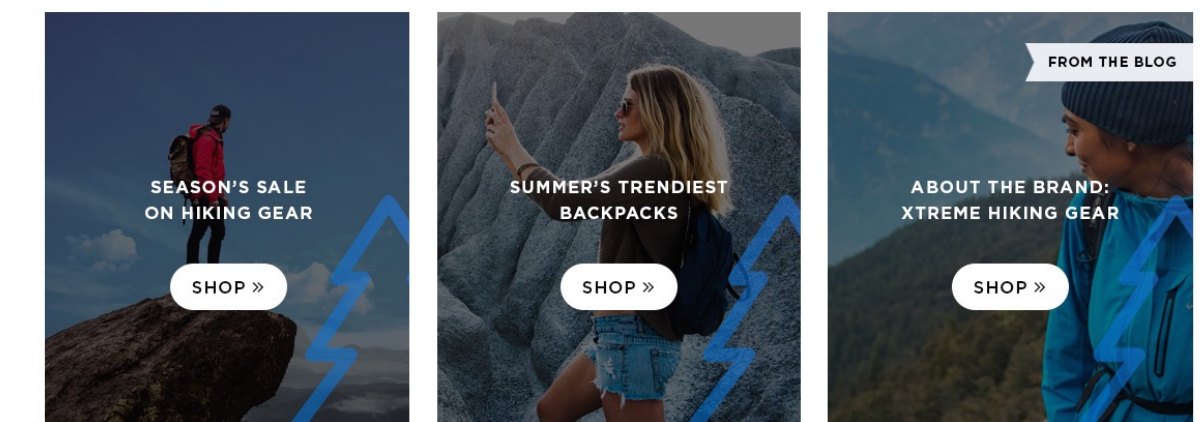 SEASON'S SALE
ON HIKING GEAR
SHOP »
SUMMER'S TRENDIEST
BACKPACKS
SHOP »
FROM THE BLOG
ABOUT THE BRAND:
XTREME HIKING GEAR
SHOP »